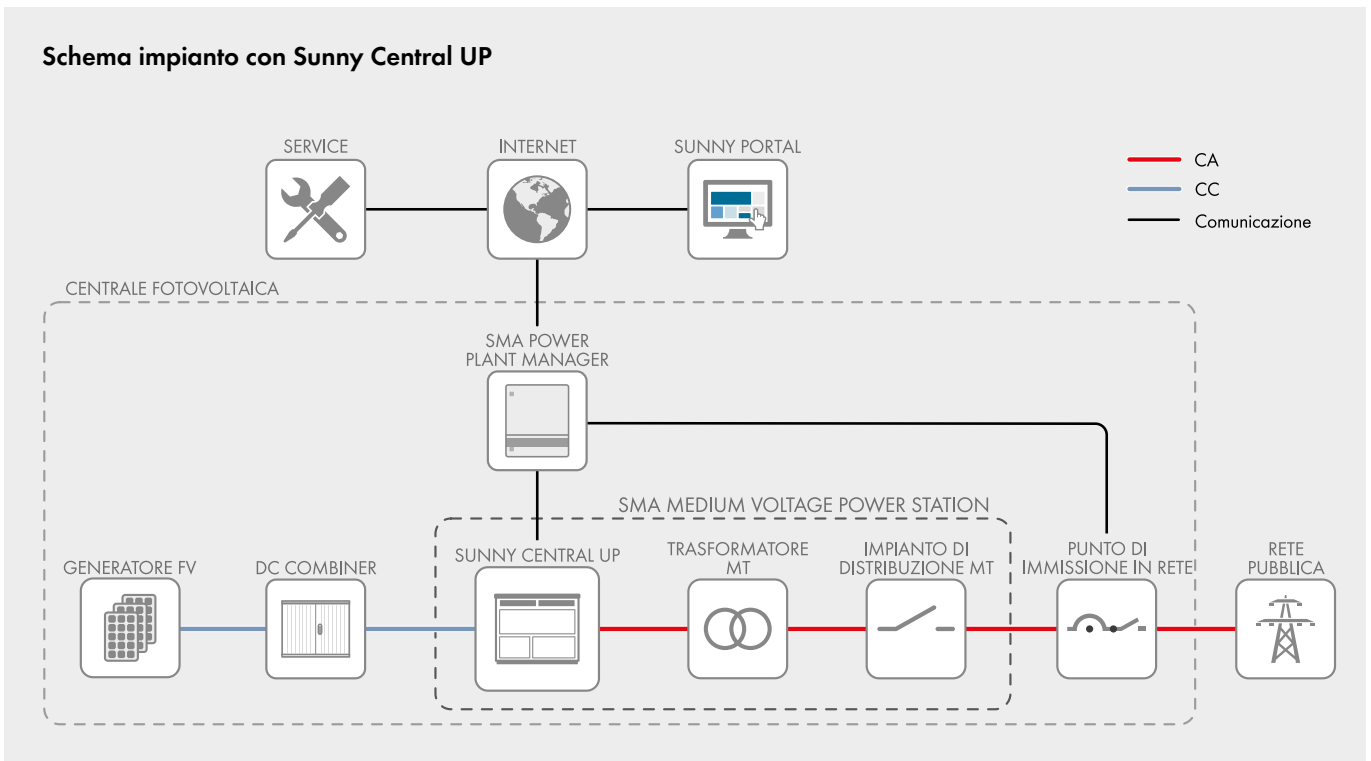 Schema impianto con Sunny Central UP
SERVICE
INTERNET
SUNNY PORTAL
CA
CC
Comunicazione
CENTRALE FOTOVOLTAICA
SMA POWER
PLANT MANAGER
SMA MEDIUM VOLTAGE POWER STATION
GENERATORE FV
DC COMBINER
SUNNY CENTRAL UP
TRASFORMATORE
MT
IMPIANTO DI
DISTRIBUZIONE MT
PUNTO DI
IMMISSIONE IN RETE
RETE
PUBBLICA